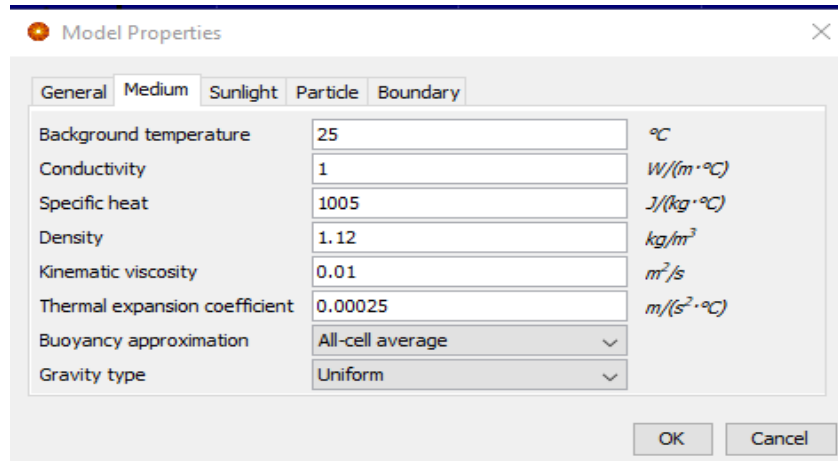 Model Properties
General Medium Sunlight Particle Boundary
Background temperature 25 °C
Conductivity 1 W/(m·°C)
Specific heat 1005 J/(kg·°C)
Density 1.12 kg/m³
Kinematic viscosity 0.01 m²/s
Thermal expansion coefficient 0.00025 m/(s²·°C)
Buoyancy approximation All-cell average
Gravity type Uniform
OK Cancel